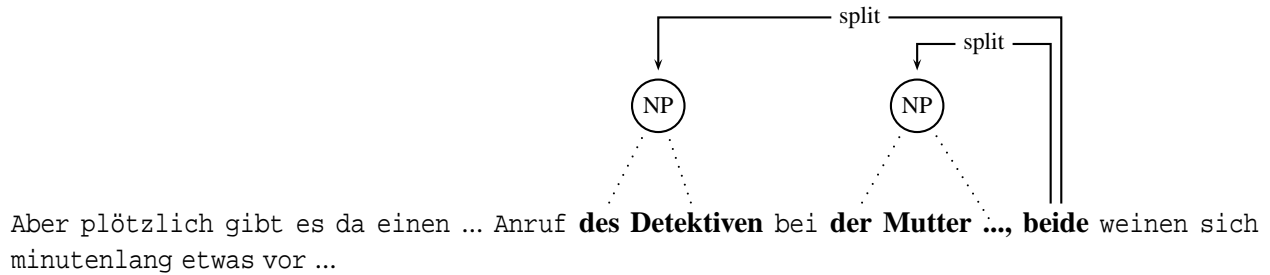 split
split
NP NP
Aber plötzlich gibt es da einen ... Anruf des Detektiven bei der Mutter ..., beide weinen sich
minutenlang etwas vor ...